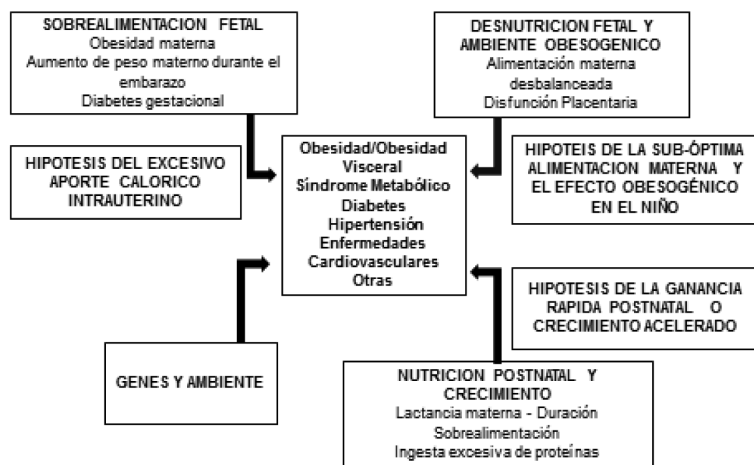 SOBREALIMENTACION FETAL
Obesidad materna
Aumento de peso materno durante el
embarazo
Diabetes gestacional
DESNUTRICION FETAL Y
AMBIENTE OBESOGENICO
Alimentación materna
desbalanceada
Disfunción Placentaria
HIPOTESIS DEL EXCESIVO
APORTE CALORICO
INTRAUTERINO
Obesidad/Obesidad
Visceral
Síndrome Metabólico
Diabetes
Hipertensión
Enfermedades
Cardiovasculares
Otras
HIPOTEIS DE LA SUB-ÓPTIMA
ALIMENTACION MATERNA Y
EL EFECTO OBESOGÉNICO
EN EL NIÑO
HIPOTESIS DE LA GANANCIA
RAPIDA POSTNATAL O
CRECIMIENTO ACELERADO
GENES Y AMBIENTE
NUTRICION POSTNATAL Y
CRECIMIENTO
Lactancia materna - Duración
Sobrealimentación
Ingesta excesiva de proteínas